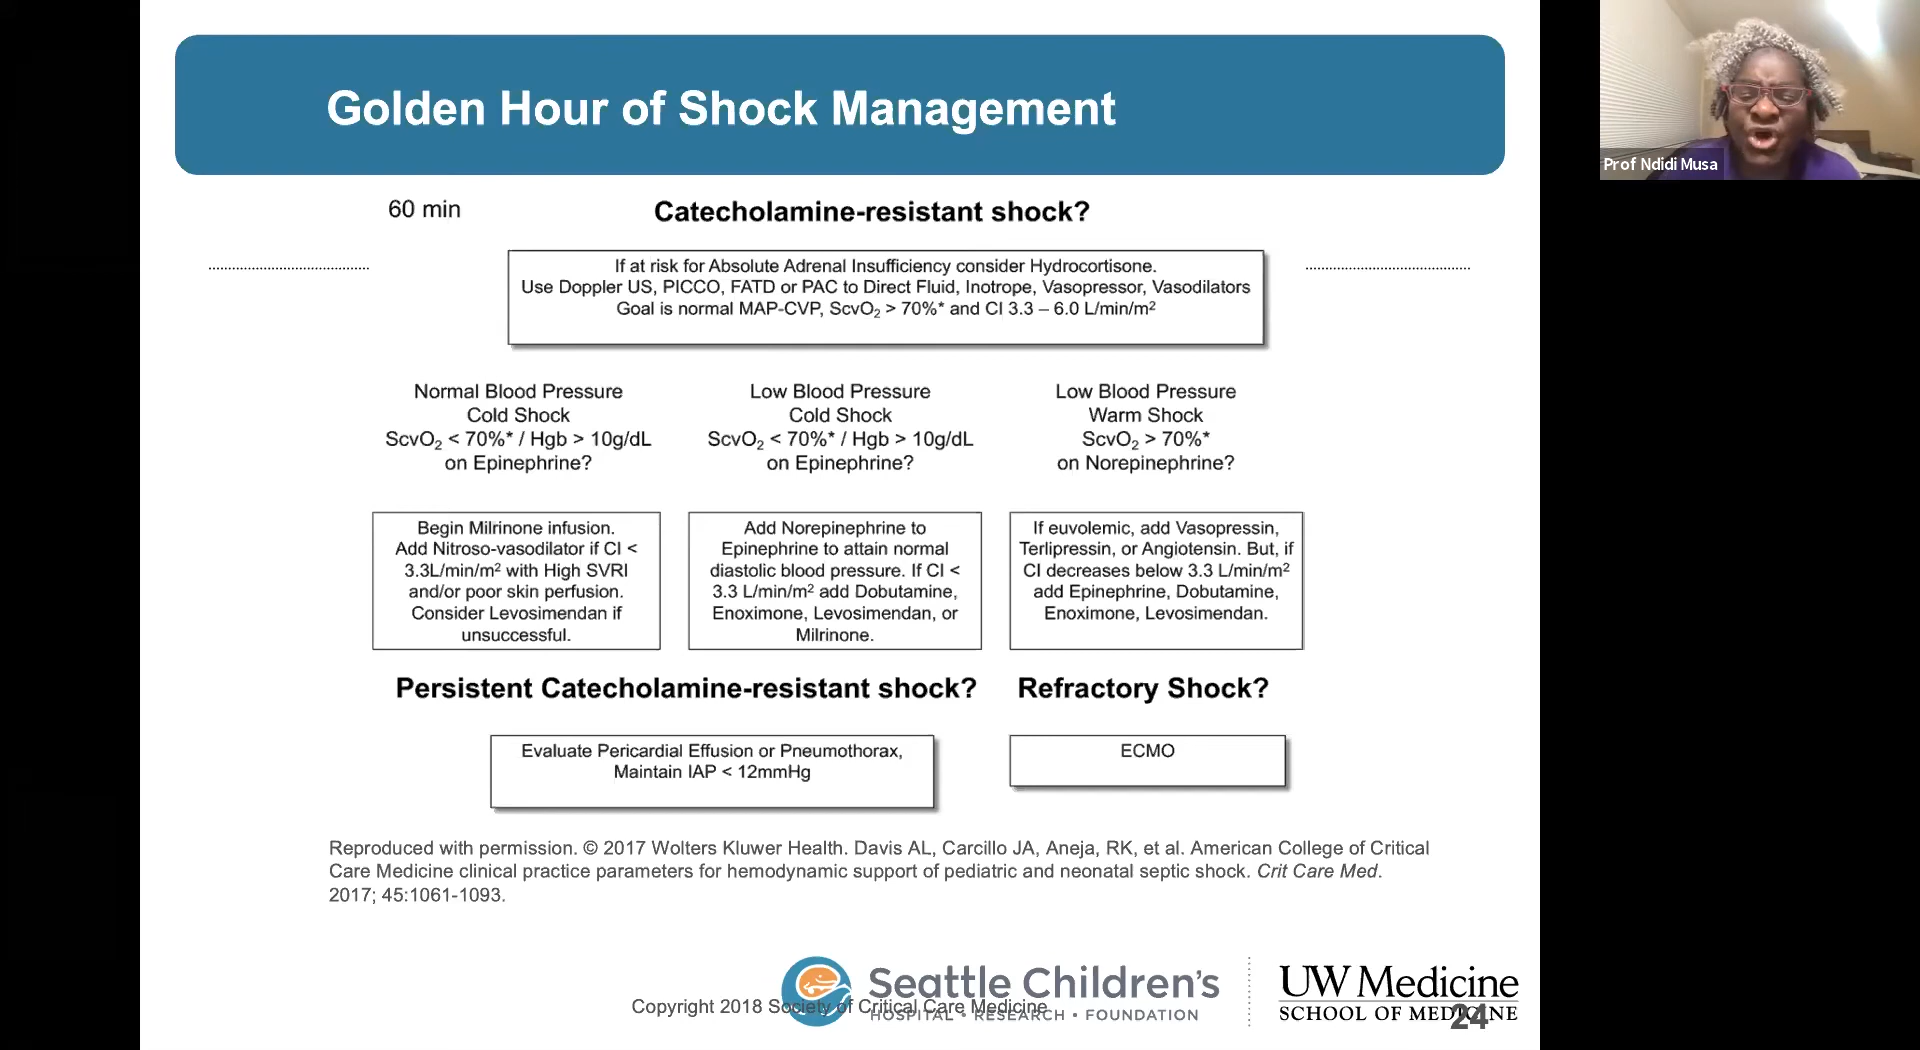 Golden Hour of Shock Management
Prof Ndidi Musa
60 min
Catecholamine-resistant shock?
If at risk for Absolute Adrenal Insufficiency consider Hydrocortisone.
Use Doppler US, PICCO, FATD or PAC to Direct Fluid, Inotrope, Vasopressor, Vasodilators
Goal is normal MAP-CVP, ScvO₂ > 70%* and CI 3.3 – 6.0 L/min/m²
Normal Blood Pressure
Cold Shock
ScvO₂ < 70%* / Hgb > 10g/dL
on Epinephrine?
Low Blood Pressure
Cold Shock
ScvO₂ < 70%* / Hgb > 10g/dL
on Epinephrine?
Low Blood Pressure
Warm Shock
ScvO₂ > 70%*
on Norepinephrine?
Begin Milrinone infusion.
Add Nitroso-vasodilator if CI <
3.3L/min/m² with High SVRI
and/or poor skin perfusion.
Consider Levosimendan if
unsuccessful.
Add Norepinephrine to
Epinephrine to attain normal
diastolic blood pressure. If CI <
3.3 L/min/m² add Dobutamine,
Enoximone, Levosimendan, or
Milrinone.
If euvolemic, add Vasopressin,
Terlipressin, or Angiotensin. But, if
CI decreases below 3.3 L/min/m²
add Epinephrine, Dobutamine,
Enoximone, Levosimendan.
Persistent Catecholamine-resistant shock?
Refractory Shock?
Evaluate Pericardial Effusion or Pneumothorax,
Maintain IAP < 12mmHg
ECMO
Reproduced with permission. © 2017 Wolters Kluwer Health. Davis AL, Carcillo JA, Aneja, RK, et al. American College of Critical
Care Medicine clinical practice parameters for hemodynamic support of pediatric and neonatal septic shock. Crit Care Med.
2017; 45:1061-1093.
Seattle Children's
HOSPITAL • RESEARCH • FOUNDATION
Copyright 2018 Society of Critical Care Medicine
UW Medicine
SCHOOL OF MEDICINE
24